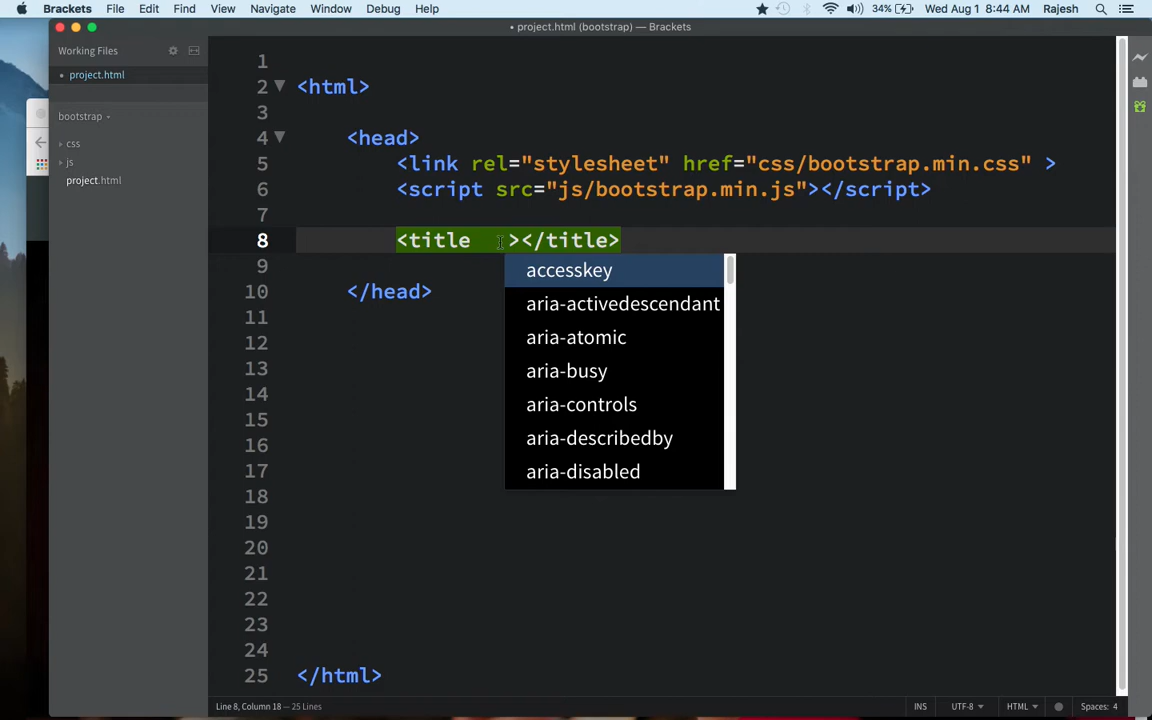 Brackets File Edit Find View Navigate Window Debug Help 34% Wed Aug 1 8:44 AM Rajesh
• project.html (bootstrap) — Brackets
Working Files
• project.html
bootstrap
css
js
project.html
1
2 <html>
3
4 <head>
5 <link rel="stylesheet" href="css/bootstrap.min.css" >
6 <script src="js/bootstrap.min.js"></script>
7
8 <title ></title>
9
10 </head>
11
12
13
14
15
16
17
18
19
20
21
22
23
24
25 </html>
accesskey
aria-activedescendant
aria-atomic
aria-busy
aria-controls
aria-describedby
aria-disabled
Line 8, Column 18 — 25 Lines INS UTF-8 HTML Spaces: 4